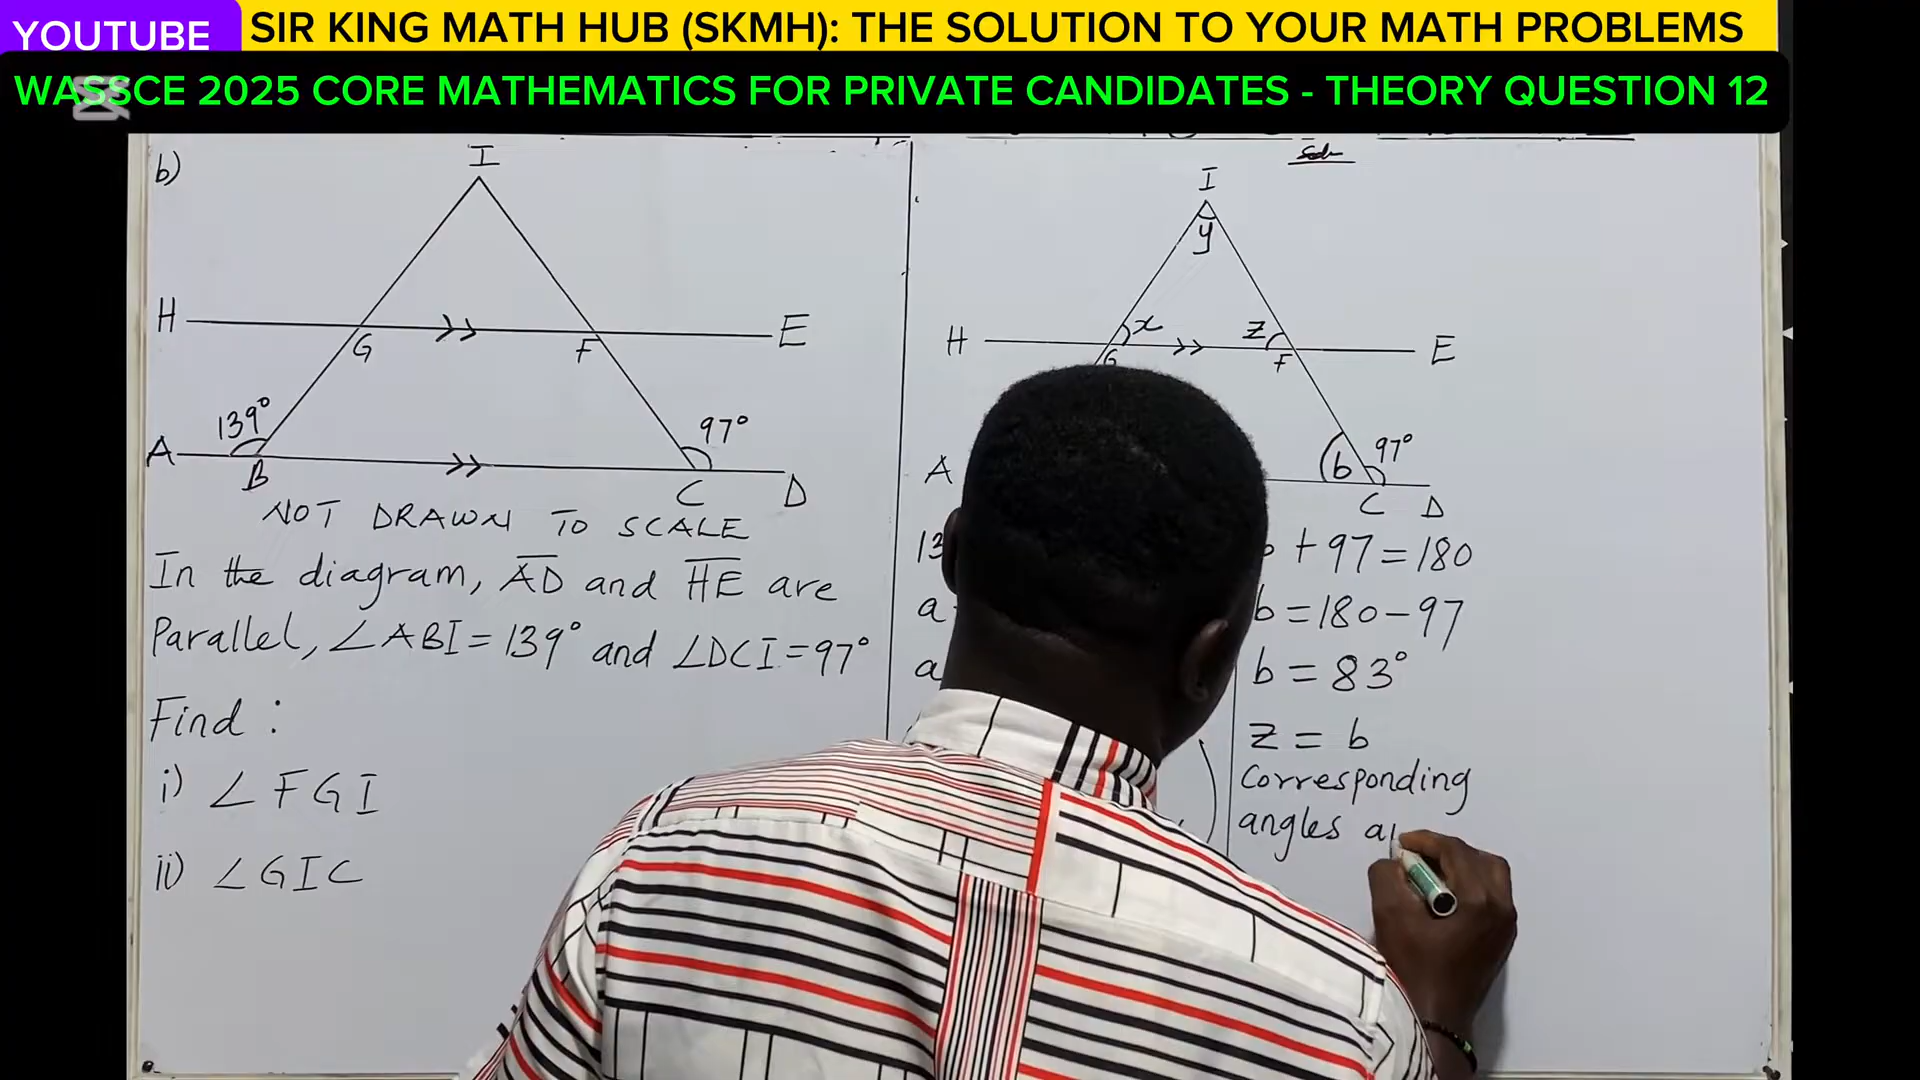 YOUTUBE
SIR KING MATH HUB (SKMH): THE SOLUTION TO YOUR MATH PROBLEMS
WASSCE 2025 CORE MATHEMATICS FOR PRIVATE CANDIDATES - THEORY QUESTION 12
b)
I
H
G
F
E
139°
97°
A
B
C
D
NOT DRAWN TO SCALE
In the diagram, AD and HE are
Parallel, ∠ABI = 139° and ∠DCI = 97°
Find :
i) ∠FGI
ii) ∠GIC
Soln
I
y
x
z
H
G
F
E
A
b
97°
C
D
13
a
a
b + 97 = 180
b = 180 - 97
b = 83°
z = b
Corresponding
angles a